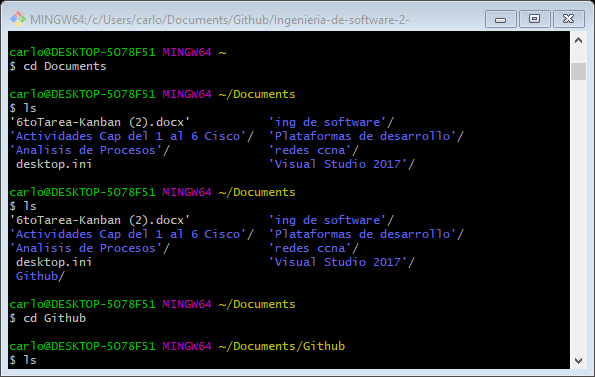 MINGW64:/c/Users/carlo/Documents/Github/Ingenieria-de-software-2-
carlo@DESKTOP-5078F51 MINGW64 ~
$ cd Documents
carlo@DESKTOP-5078F51 MINGW64 ~/Documents
$ ls
'6toTarea-Kanban (2).docx' 'ing de software'/
'Actividades Cap del 1 al 6 Cisco'/ 'Plataformas de desarrollo'/
'Analisis de Procesos'/ 'redes ccna'/
desktop.ini 'Visual Studio 2017'/
carlo@DESKTOP-5078F51 MINGW64 ~/Documents
$ ls
'6toTarea-Kanban (2).docx' 'ing de software'/
'Actividades Cap del 1 al 6 Cisco'/ 'Plataformas de desarrollo'/
'Analisis de Procesos'/ 'redes ccna'/
desktop.ini 'Visual Studio 2017'/
Github/
carlo@DESKTOP-5078F51 MINGW64 ~/Documents
$ cd Github
carlo@DESKTOP-5078F51 MINGW64 ~/Documents/Github
$ ls